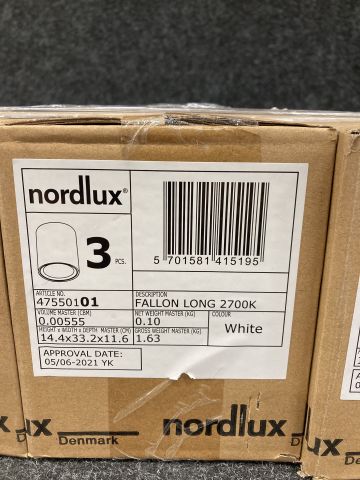 nordlux®
3 PCS.
5 701581 415195
ARTICLE NO.
47550101
DESCRIPTION
FALLON LONG 2700K
VOLUME MASTER (CBM)
0.00555
NET WEIGHT MASTER (KG)
0.10
COLOUR
White
HEIGHT x WIDTH x DEPTH MASTER (CM)
14.4x33.2x11.6
GROSS WEIGHT MASTER (KG)
1.63
APPROVAL DATE:
05/06-2021 YK
dlux
Denmark
nordlux
Denmark